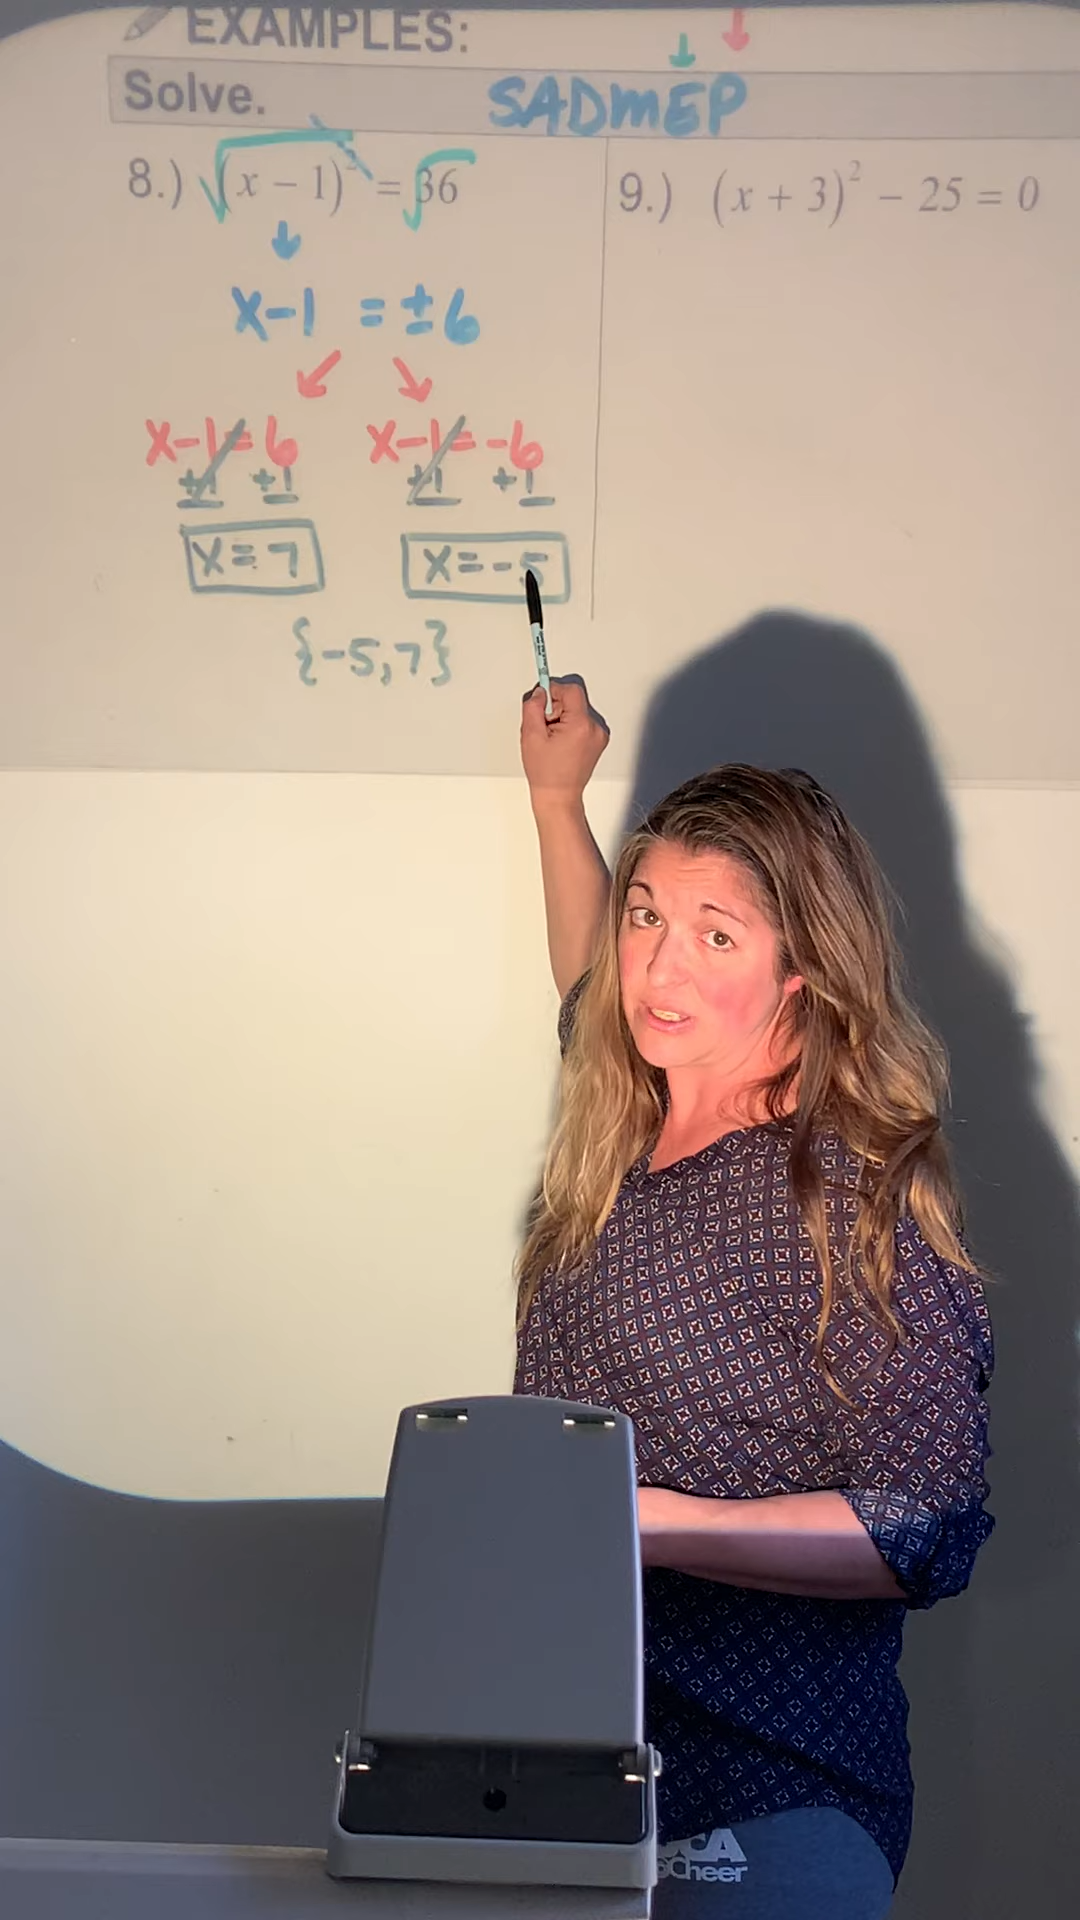 EXAMPLES:
Solve. SADmEP
8.) √(x − 1)² = √36
x-1 = ±6
x-1=6 x-1=-6
+1 +1 +1 +1
x=7 x=-5
{-5,7}
9.) (x + 3)² − 25 = 0
Cheer